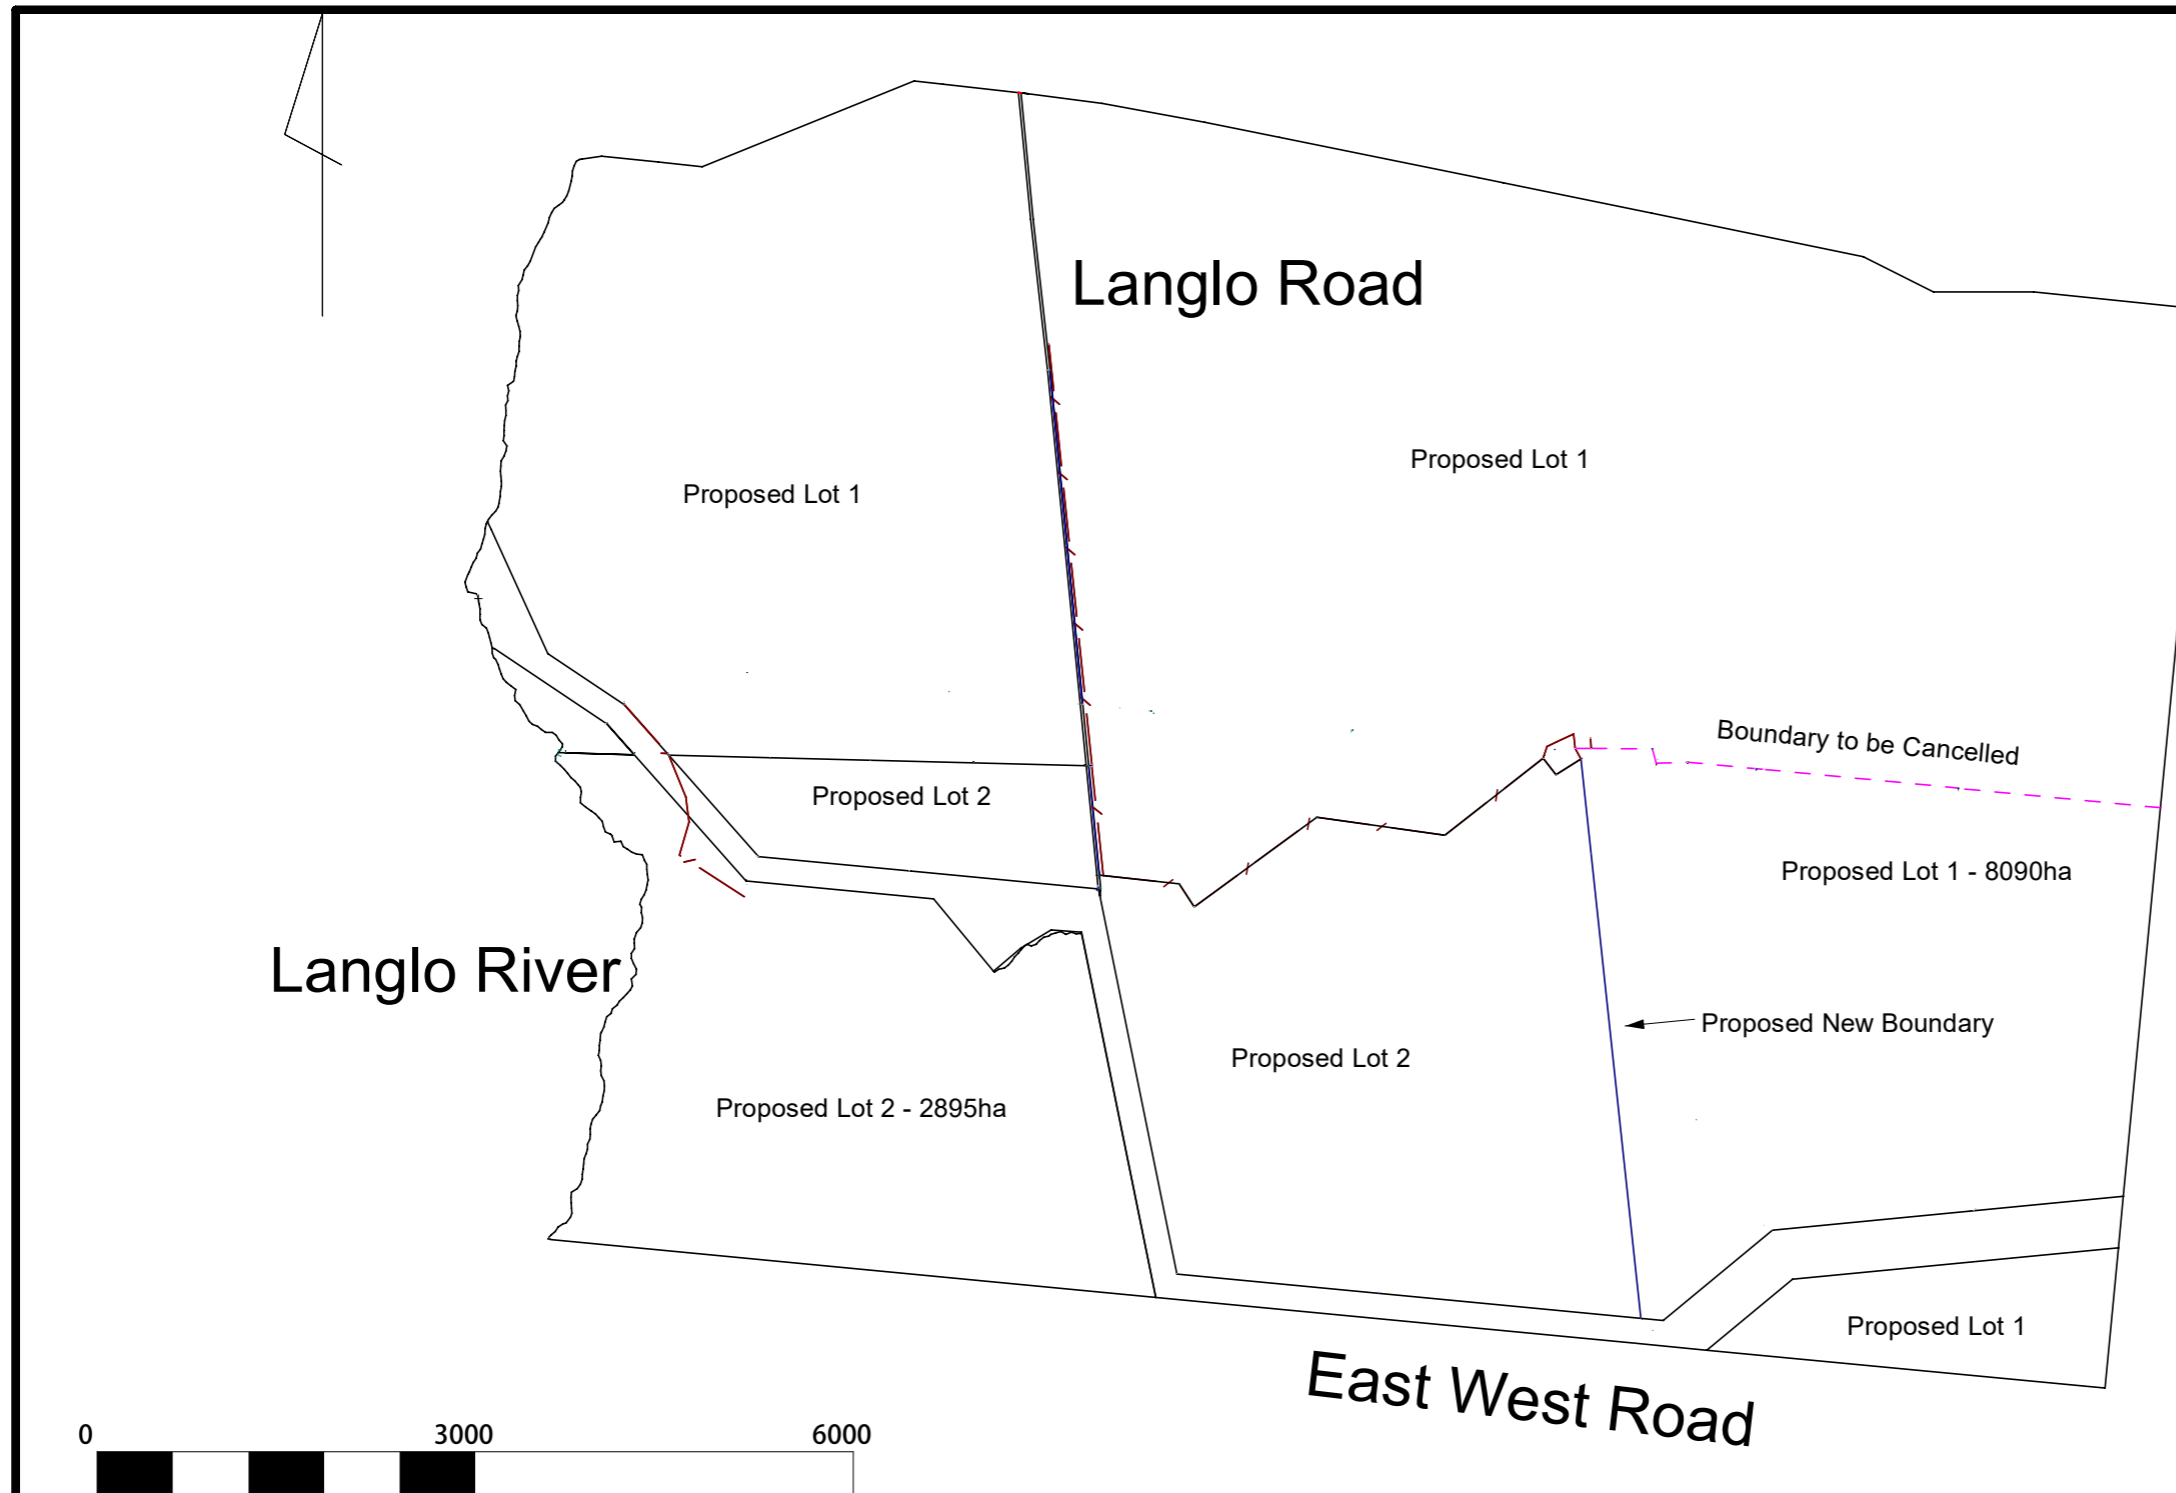 Langlo Road
Proposed Lot 1
Proposed Lot 1
Boundary to be Cancelled
Proposed Lot 2
Proposed Lot 1 - 8090ha
Langlo River
Proposed New Boundary
Proposed Lot 2
Proposed Lot 2 - 2895ha
Proposed Lot 1
East West Road
0 3000 6000